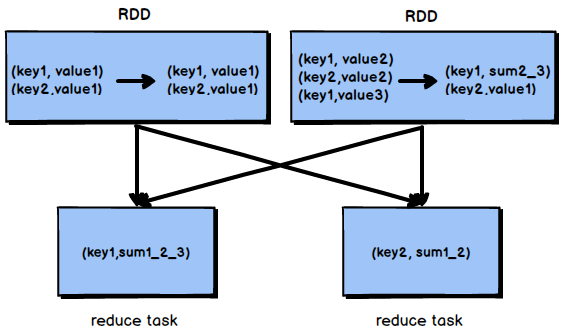 RDD
RDD
(key1, value1)
(key2,value1)
(key1, value1)
(key2,value1)
(key1, value2)
(key2,value2)
(key1,value3)
(key1, sum2_3)
(key2,value1)
(key1,sum1_2_3)
(key2, sum1_2)
reduce task
reduce task